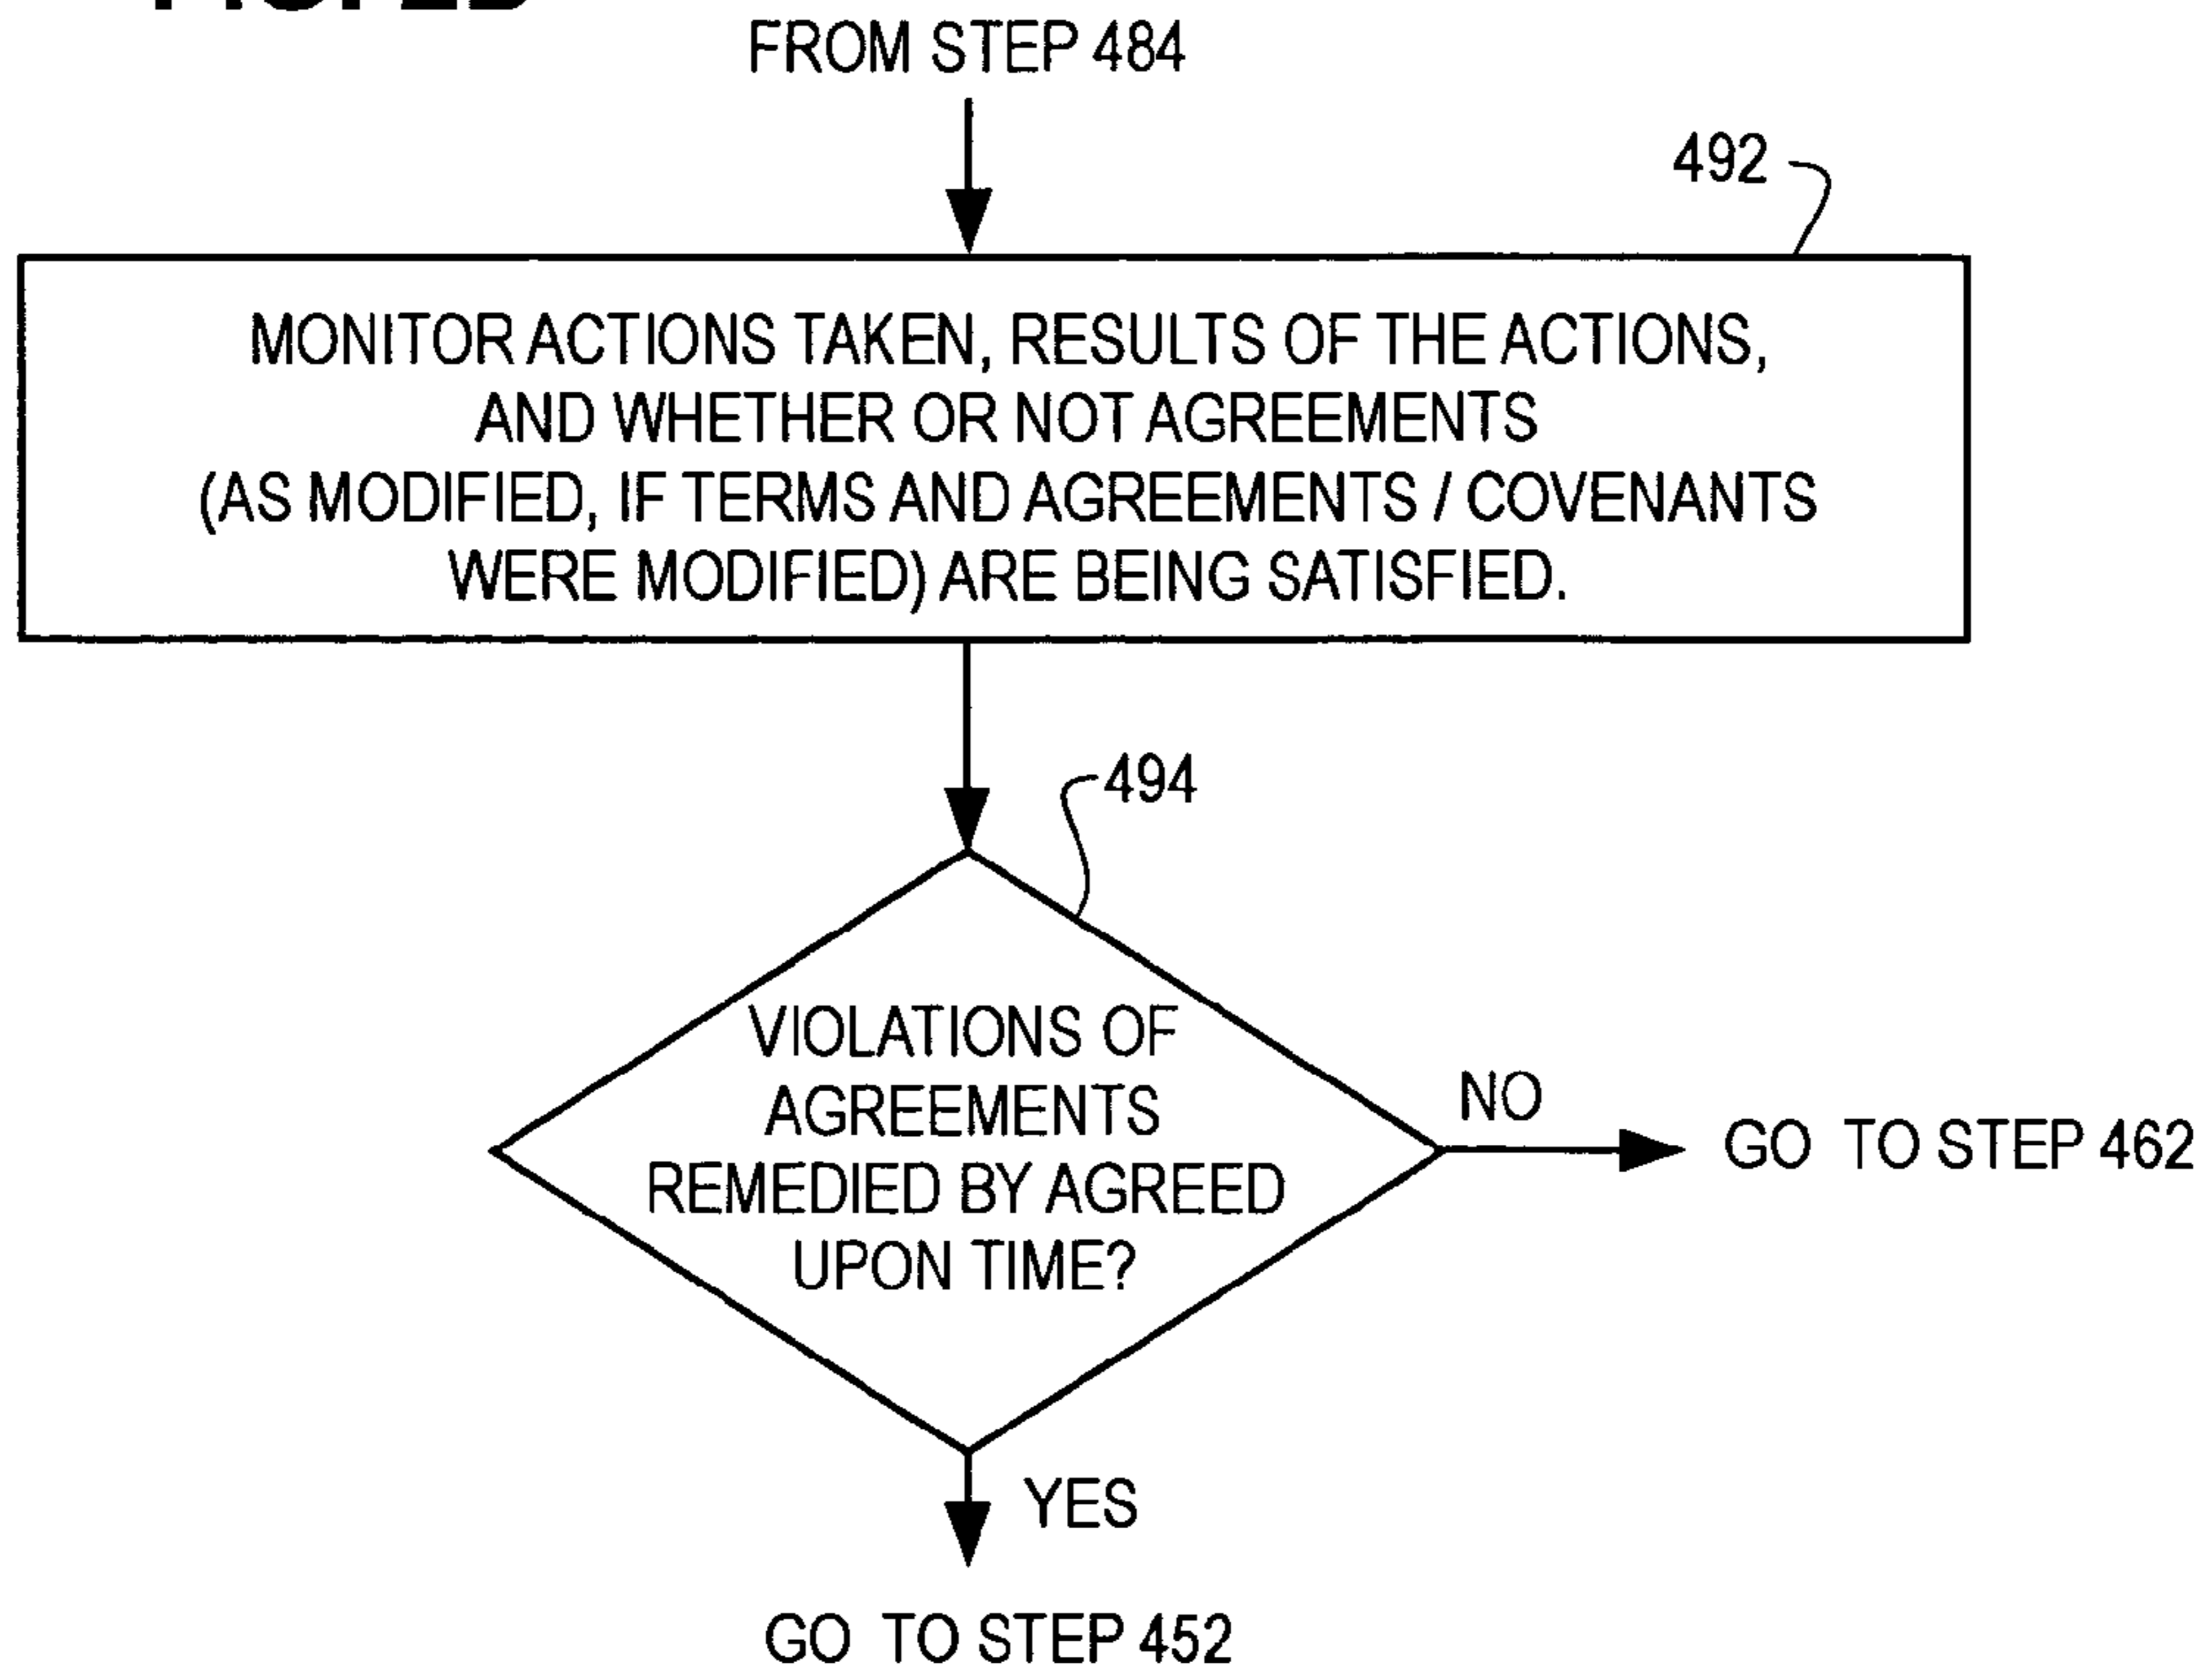 FROM STEP 484
492
MONITOR ACTIONS TAKEN, RESULTS OF THE ACTIONS,
AND WHETHER OR NOT AGREEMENTS
(AS MODIFIED, IF TERMS AND AGREEMENTS / COVENANTS
WERE MODIFIED) ARE BEING SATISFIED.
494
VIOLATIONS OF
AGREEMENTS
REMEDIED BY AGREED
UPON TIME?
NO
GO TO STEP 462
YES
GO TO STEP 452